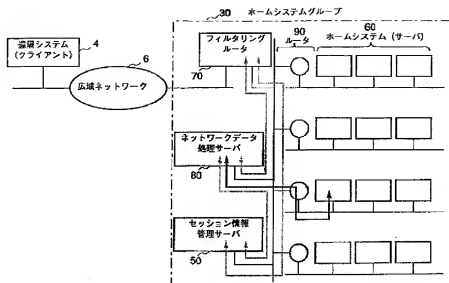 30
ホームシステムグループ
遠隔システム
(クライアント)
4
6
広域ネットワーク
フィルタリング
ルータ
70
90
ルータ
60
ホームシステム (サーバ)
ネットワークデータ
処理サーバ
80
セッション情報
管理サーバ
50